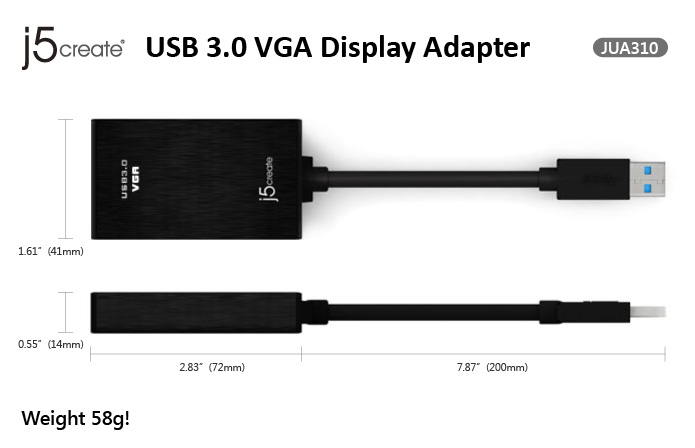 j5create®
USB 3.0 VGA Display Adapter
JUA310
USB3.0
VGA
j5create
1.61” (41mm)
0.55” (14mm)
2.83” (72mm)
7.87” (200mm)
Weight 58g!